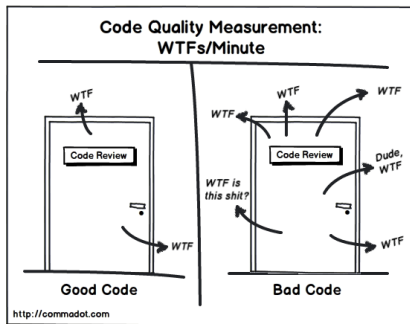 Code Quality Measurement:
WTFs/Minute
WTF
Code Review
WTF
Good Code
WTF
WTF
WTF
Code Review
Dude,
WTF
WTF is
this shit?
WTF
Bad Code
http://commadot.com